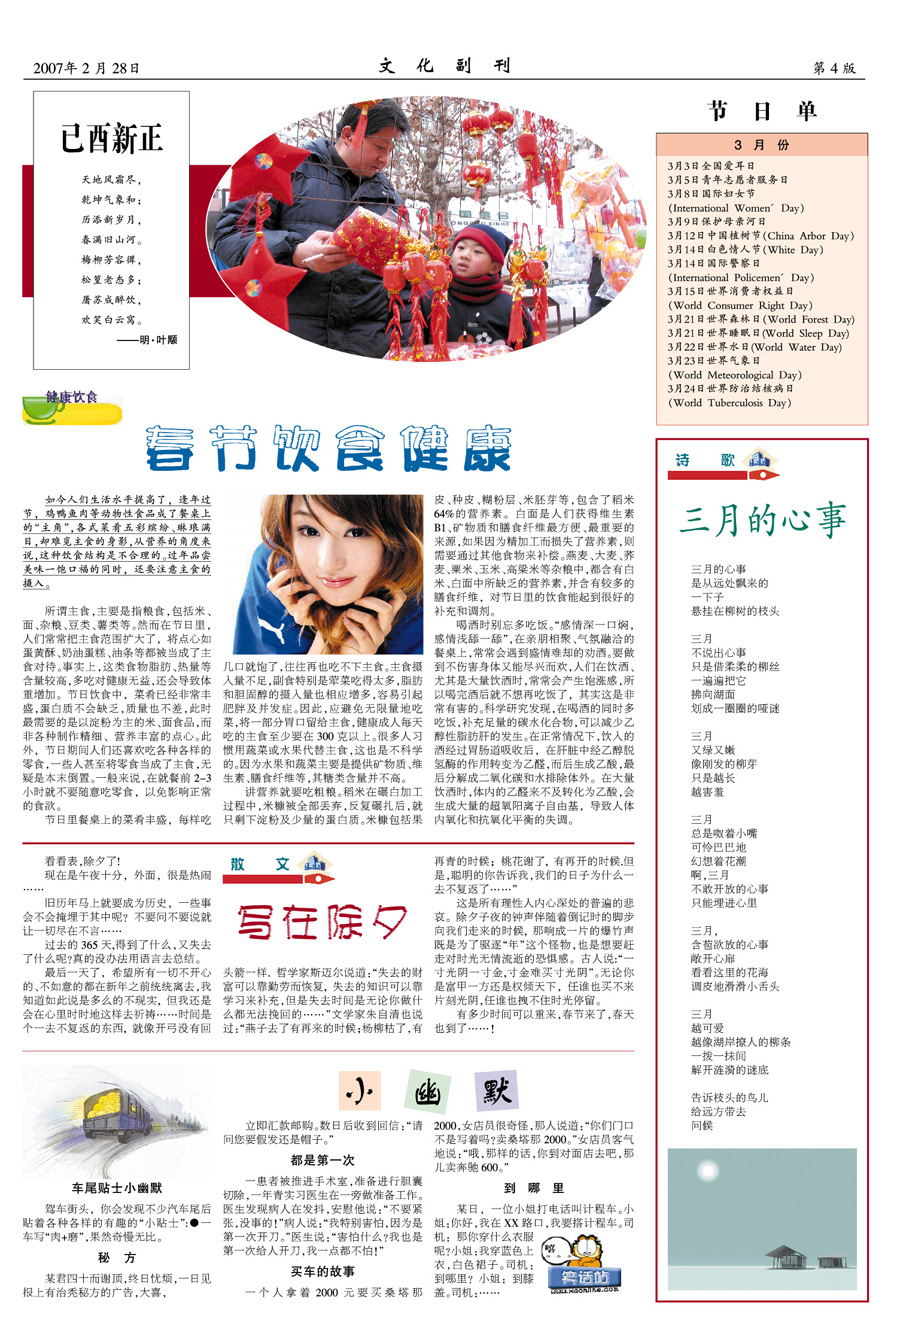 2007年 2 月 28日
文 化 副 刊
第 4 版
已酉新正
天地风霜尽，
乾坤气象和；
历添新岁月，
春满旧山河。
梅柳芳容徲，
松篁老态多；
屠苏成醉饮，
欢笑白云窝。
——明·叶颙
节 日 单
3 月 份
3月3日全国爱耳日
3月5日青年志愿者服务日
3月8日国际妇女节
(International Women´ Day)
3月9日保护母亲河日
3月12日中国植树节(China Arbor Day)
3月14日白色情人节(White Day)
3月14日国际警察日
(International Policemen´ Day)
3月15日世界消费者权益日
(World Consumer Right Day)
3月21日世界森林日(World Forest Day)
3月21日世界睡眠日(World Sleep Day)
3月22日世界水日(World Water Day)
3月23日世界气象日
(World Meteorological Day)
3月24日世界防治结核病日
(World Tuberculosis Day)
健康饮食
春节饮食健康
如今人们生活水平提高了，逢年过
节，鸡鸭鱼肉等动物性食品成了餐桌上
的“主角”，各式菜肴五彩缤纷、琳琅满
目，却难觅主食的身影，从营养的角度来
说，这种饮食结构是不合理的。过年品尝
美味一饱口福的同时，还要注意主食的
摄入。
所谓主食，主要是指粮食，包括米、
面、杂粮、豆类、薯类等。然而在节日里，
人们常常把主食范围扩大了，将点心如
蛋黄酥、奶油蛋糕、油条等都被当成了主
食对待。事实上，这类食物脂肪、热量等
含量较高，多吃对健康无益，还会导致体
重增加。节日饮食中，菜肴已经非常丰
盛，蛋白质不会缺乏，质量也不差，此时
最需要的是以淀粉为主的米、面食品，而
非各种制作精细、营养丰富的点心。此
外，节日期间人们还喜欢吃各种各样的
零食，一些人甚至将零食当成了主食，无
疑是本末倒置。一般来说，在就餐前 2-3
小时就不要随意吃零食，以免影响正常
的食欲。
节日里餐桌上的菜肴丰盛，每样吃
几口就饱了，往往再也吃不下主食。主食摄
入量不足，副食特别是荤菜吃得太多，脂肪
和胆固醇的摄入量也相应增多，容易引起
肥胖及并发症。因此，应避免无限量地吃
菜，将一部分胃口留给主食，健康成人每天
吃的主食至少要在 300 克以上。很多人习
惯用蔬菜或水果代替主食，这也是不科学
的。因为水果和蔬菜主要是提供矿物质、维
生素、膳食纤维等，其糖类含量并不高。
讲营养就要吃粗粮。稻米在碾白加工
过程中，米糠被全部丢弃，反复碾扎后，就
只剩下淀粉及少量的蛋白质。米糠包括果
皮、种皮、糊粉层、米胚芽等，包含了稻米
64%的营养素。白面是人们获得维生素
B1、矿物质和膳食纤维最方便、最重要的
来源，如果因为精加工而损失了营养素，则
需要通过其他食物来补偿。燕麦、大麦、荞
麦、粟米、玉米、高粱米等杂粮中，都含有白
米、白面中所缺乏的营养素，并含有较多的
膳食纤维，对节日里的饮食能起到很好的
补充和调剂。
喝酒时别忘多吃饭。“感情深一口焖，
感情浅舔一舔”，在亲朋相聚、气氛融洽的
餐桌上，常常会遇到盛情难却的劝酒。要做
到不伤害身体又能尽兴而欢，人们在饮酒、
尤其是大量饮酒时，常常会产生饱胀感，所
以喝完酒后就不想再吃饭了，其实这是非
常有害的。科学研究发现，在喝酒的同时多
吃饭，补充足量的碳水化合物，可以减少乙
醇性脂肪肝的发生。在正常情况下，饮人的
酒经过胃肠道吸收后，在肝脏中经乙醇脱
氢酶的作用转变为乙醛，而后生成乙酸，最
后分解成二氧化碳和水排除体外。在大量
饮酒时，体内的乙醛来不及转化为乙酸，会
生成大量的超氧阳离子自由基，导致人体
内氧化和抗氧化平衡的失调。
诗 歌
三月的心事
三月的心事
是从远处飘来的
一下子
悬挂在柳树的枝头
三月
不说出心事
只是借柔柔的柳丝
一遍遍把它
拂向湖面
划成一圈圈的哑谜
三月
又绿又嫩
像刚发的柳芽
只是越长
越害羞
三月
总是呶着小嘴
可怜巴巴地
幻想着花潮
啊，三月
不敢开放的心事
只能埋进心里
三月，
含苞欲放的心事
敞开心扉
看看这里的花海
调皮地滑滑小舌头
三月
越可爱
越像湖岸撩人的柳条
一拨一抹间
解开涟漪的谜底
告诉枝头的鸟儿
给远方带去
问候
看看表，除夕了!
现在是午夜十分，外面，很是热闹
……
旧历年马上就要成为历史，一些事
会不会掩埋于其中呢？不要问不要说就
让一切尽在不言……
过去的 365 天，得到了什么，又失去
了什么呢?真的没办法用语言去总结。
最后一天了，希望所有一切不开心
的、不如意的都在新年之前统统离去，我
知道如此说是多么的不现实，但我还是
会在心里时时地这样去祈祷……时间是
个一去不复返的东西，就像开弓没有回
散 文
写在除夕
头箭一样，哲学家斯迈尔说道：“失去的财
富可以靠勤劳而恢复，失去的知识可以靠
学习来补充，但是失去时间是无论你做什
么都无法挽回的……”文学家朱自清也说
过：“燕子去了有再来的时候；杨柳枯了，有
再青的时候；桃花谢了，有再开的时候.但
是，聪明的你告诉我，我们的日子为什么一
去不复返了……”
这是所有理性人内心深处的普遍的悲
哀。除夕子夜的钟声伴随着倒记时的脚步
向我们走来的时候，那响成一片的爆竹声
既是为了驱逐“年”这个怪物，也是想要赶
走对时光无情流逝的恐惧感。古人说：“一
寸光阴一寸金，寸金难买寸光阴”。无论你
是富甲一方还是权倾天下，任谁也买不来
片刻光阴，任谁也拽不住时光停留。
有多少时间可以重来，春节来了，春天
也到了……!
小 幽 默
车尾贴士小幽默
驾车街头，你会发现不少汽车尾后
贴着各种各样的有趣的“小贴士”：●一
车写“肉+磨”，果然奇慢无比。
秘 方
某君四十而谢顶，终日忧烦，一日见
报上有治秃秘方的广告，大喜，
立即汇款邮购。数日后收到回信：“请
问您要假发还是帽子。”
都是第一次
一患者被推进手术室，准备进行胆囊
切除，一年青实习医生在一旁做准备工作。
医生发现病人在发抖，安慰他说：“不要紧
张，没事的!”病人说：“我特别害怕，因为是
第一次开刀。”医生说：“害怕什么?我也是
第一次给人开刀，我一点都不怕!”
买车的故事
一个人拿着 2000 元要买桑塔那
2000，女店员很奇怪，那人说道：“你们门口
不是写着吗?卖桑塔那 2000。”女店员客气
地说：“哦，那样的话，你到对面店去吧，那
儿卖奔驰 600。”
到 哪 里
某日，一位小姐打电话叫计程车。小
姐：你好，我在 XX 路口，我要搭计程车。司
机：那你穿什么衣服
呢?小姐：我穿蓝色上
衣，白色裙子。司机：
到哪里？小姐：到膝
盖。司机：……
嘻
笑话站
www.xaonline.com